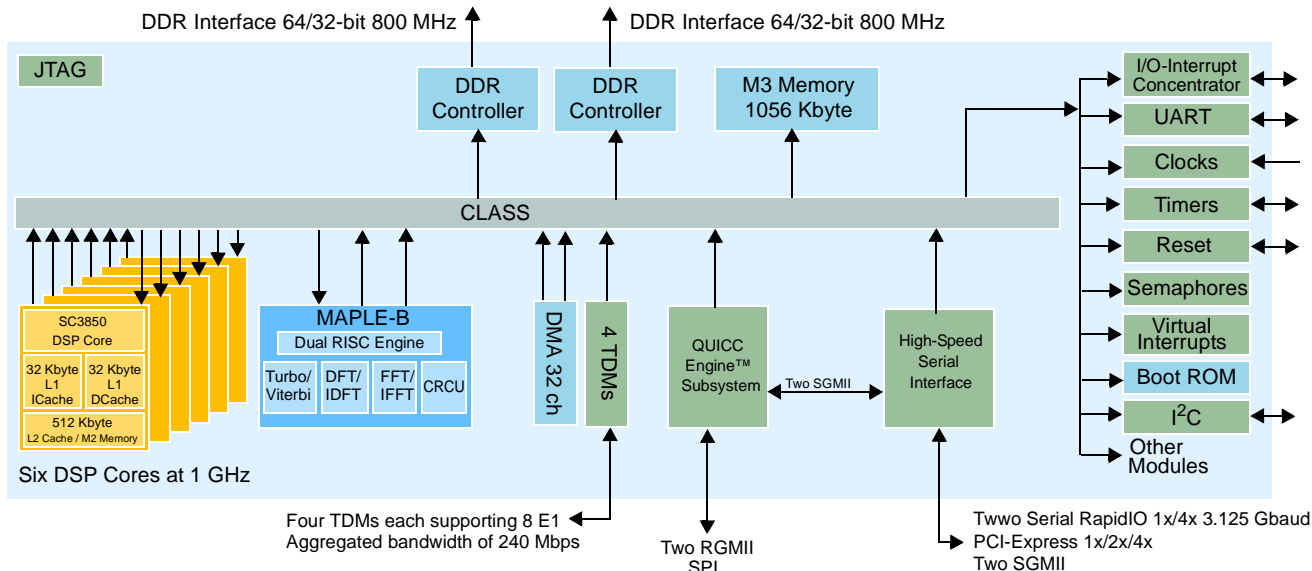 DDR Interface 64/32-bit 800 MHz
DDR Interface 64/32-bit 800 MHz
JTAG
DDR
Controller
DDR
Controller
M3 Memory
1056 Kbyte
I/O-Interrupt
Concentrator
UART
Clocks
Timers
Reset
Semaphores
Virtual
Interrupts
Boot ROM
I²C
Other
Modules
CLASS
SC3850
DSP Core
32 Kbyte
L1
ICache
32 Kbyte
L1
DCache
512 Kbyte
L2 Cache / M2 Memory
Six DSP Cores at 1 GHz
MAPLE-B
Dual RISC Engine
Turbo/
Viterbi
DFT/
IDFT
FFT/
IFFT
CRCU
DMA 32 ch
4 TDMs
QUICC
Engine™
Subsystem
Two SGMII
High-Speed
Serial
Interface
Four TDMs each supporting 8 E1
Aggregated bandwidth of 240 Mbps
Two RGMII
SPI
Twwo Serial RapidIO 1x/4x 3.125 Gbaud
PCI-Express 1x/2x/4x
Two SGMII